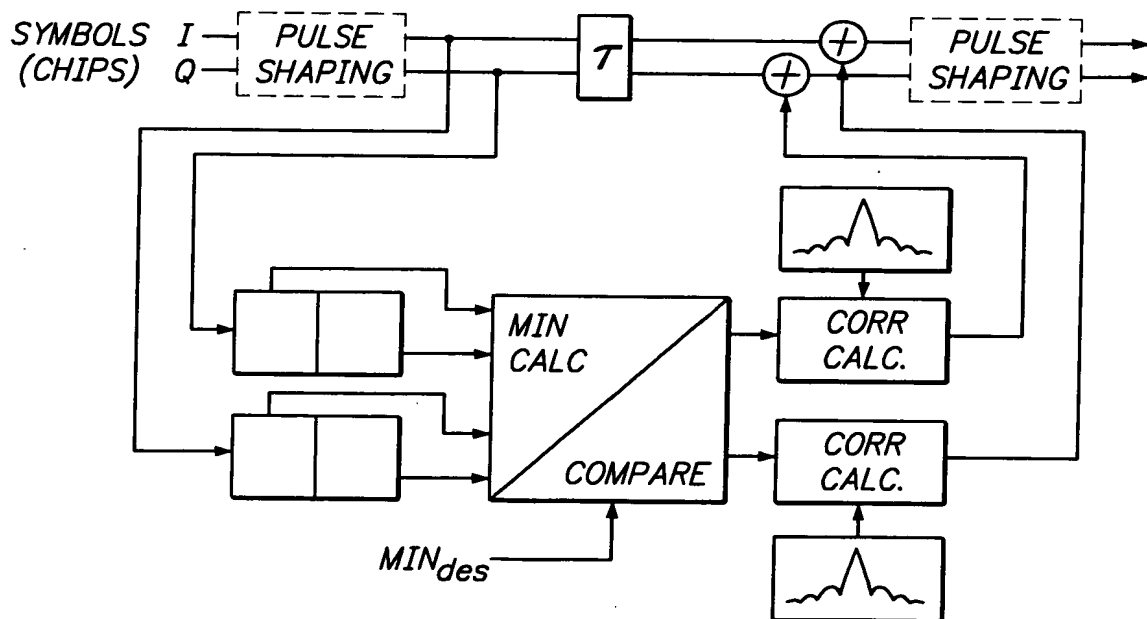 SYMBOLS I
(CHIPS) Q
PULSE
SHAPING
τ
+
+
PULSE
SHAPING
MIN
CALC
COMPARE
CORR
CALC.
CORR
CALC.
MINdes